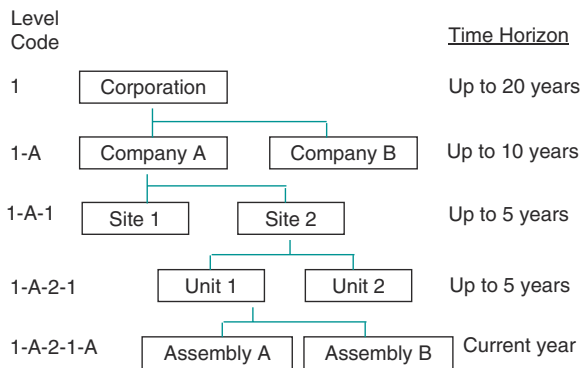 Level
Code
Time Horizon
1 Corporation Up to 20 years
1-A Company A Company B Up to 10 years
1-A-1 Site 1 Site 2 Up to 5 years
1-A-2-1 Unit 1 Unit 2 Up to 5 years
1-A-2-1-A Assembly A Assembly B Current year